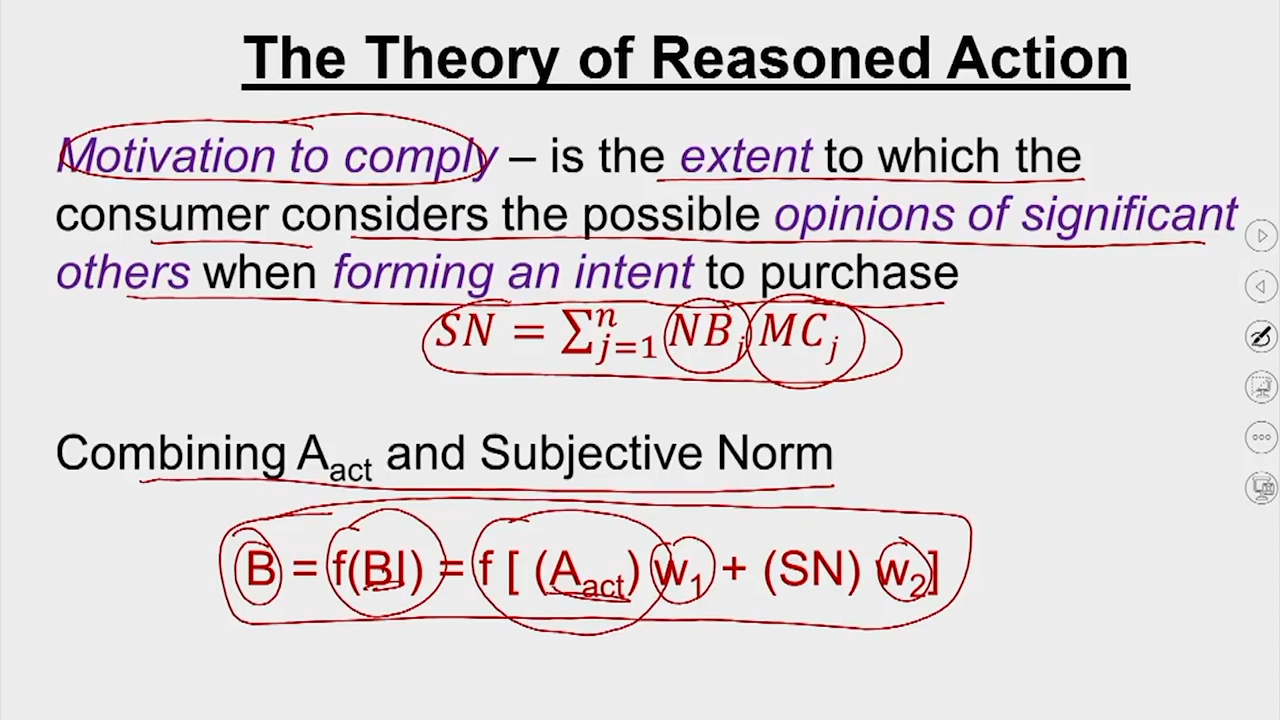 The Theory of Reasoned Action
Motivation to comply – is the extent to which the
consumer considers the possible opinions of significant
others when forming an intent to purchase
SN = ∑ⁿⱼ₌₁ NBⱼ MCⱼ
Combining Aact and Subjective Norm
B = f(BI) = f [ (Aact) w₁ + (SN) w₂]